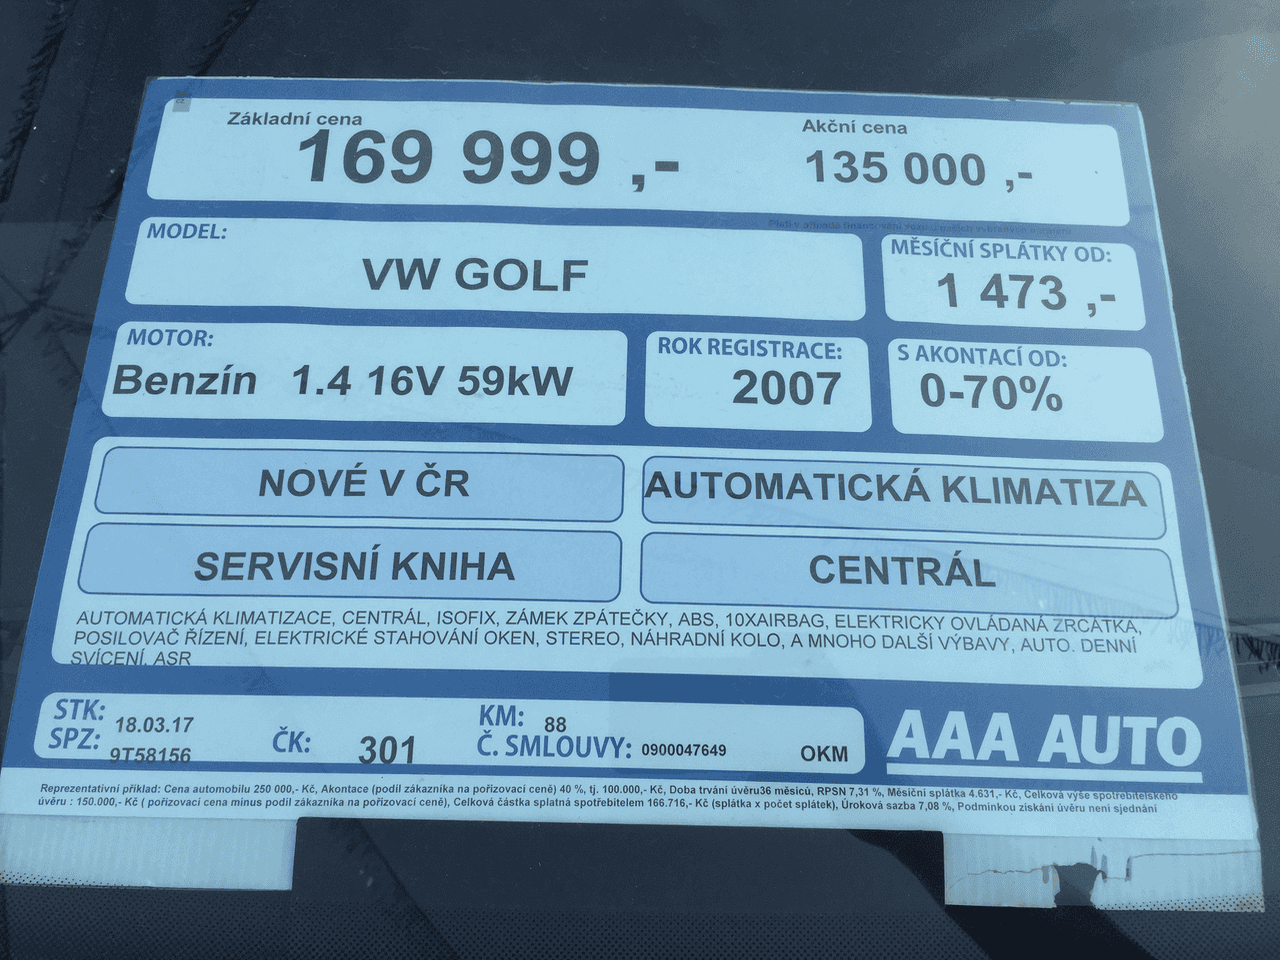 Základní cena
169 999 ,-
Akční cena
135 000 ,-
MODEL:
VW GOLF
MĚSÍČNÍ SPLÁTKY OD:
1 473 ,-
MOTOR:
Benzín 1.4 16V 59kW
ROK REGISTRACE:
2007
S AKONTACÍ OD:
0-70%
NOVÉ V ČR
AUTOMATICKÁ KLIMATIZA
SERVISNÍ KNIHA
CENTRÁL
AUTOMATICKÁ KLIMATIZACE, CENTRÁL, ISOFIX, ZÁMEK ZPÁTEČKY, ABS, 10XAIRBAG, ELEKTRICKY OVLÁDANÁ ZRCÁTKA,
POSILOVAČ ŘÍZENÍ, ELEKTRICKÉ STAHOVÁNÍ OKEN, STEREO, NÁHRADNÍ KOLO, A MNOHO DALŠÍ VÝBAVY, AUTO. DENNÍ
SVÍCENÍ, ASR
STK: 18.03.17
SPZ: 9T58156
ČK: 301
KM: 88
Č. SMLOUVY: 0900047649
OKM
AAA AUTO
Reprezentativní příklad: Cena automobilu 250 000,- Kč, Akontace (podíl zákazníka na pořizovací ceně) 40 %, tj. 100.000,- Kč, Doba trvání úvěru36 měsíců, RPSN 7,31 %, Měsíční splátka 4.631,- Kč, Celková výše spotřebitelského
úvěru : 150.000,- Kč ( pořizovací cena minus podíl zákazníka na pořizovací ceně), Celková částka splatná spotřebitelem 166.716,- Kč (splátka x počet splátek), Úroková sazba 7,08 %, Podmínkou získání úvěru není sjednání